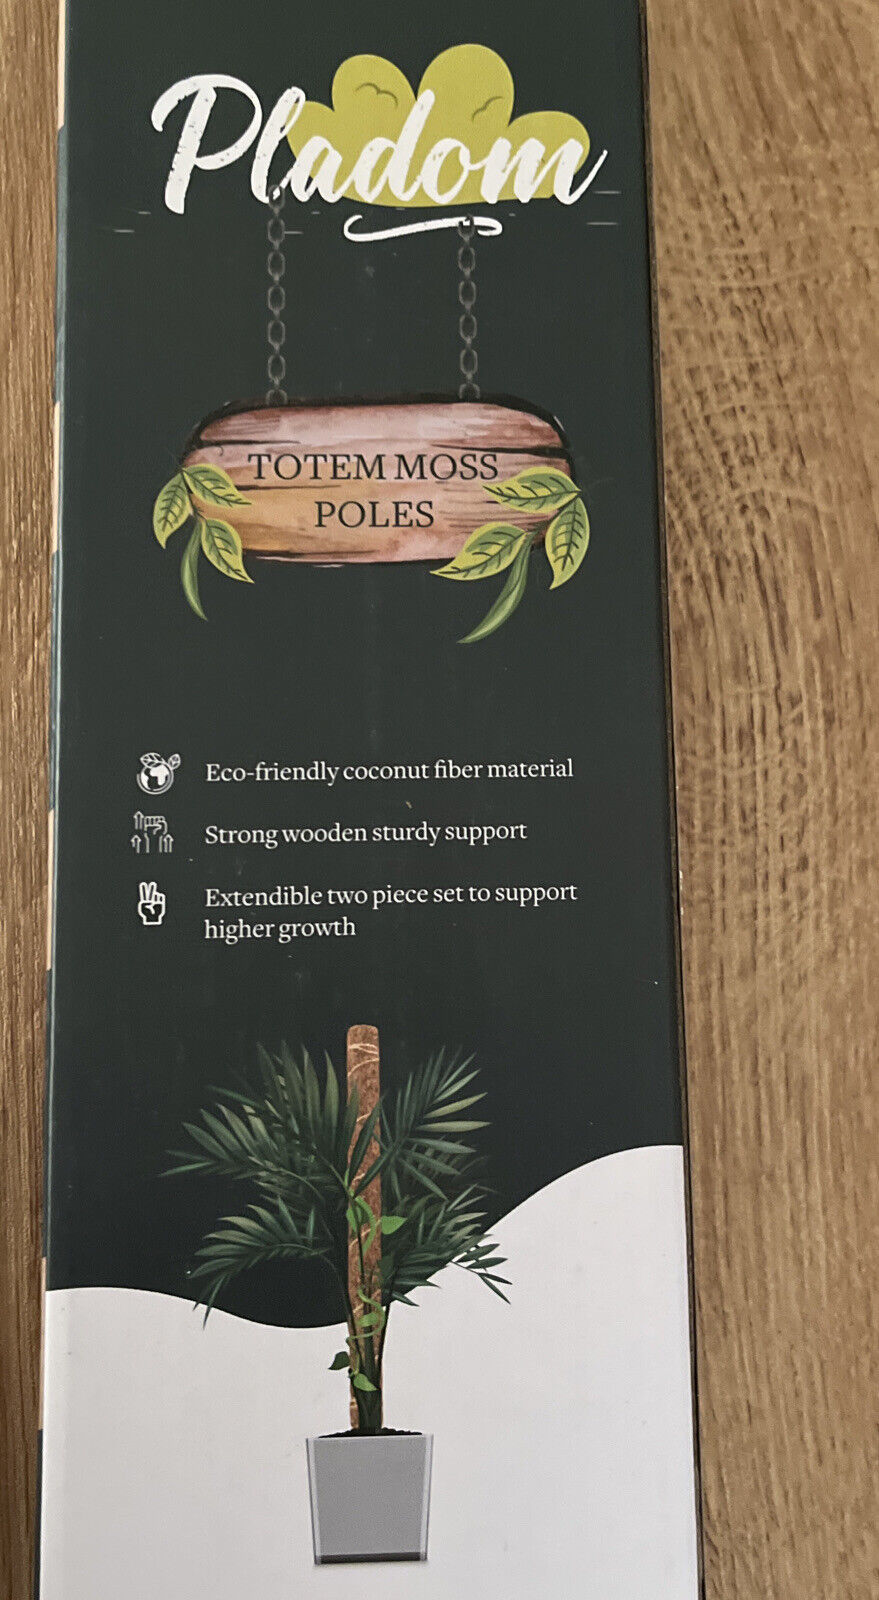 Pladom
TOTEM MOSS
POLES
Eco-friendly coconut fiber material
Strong wooden sturdy support
Extendible two piece set to support
higher growth